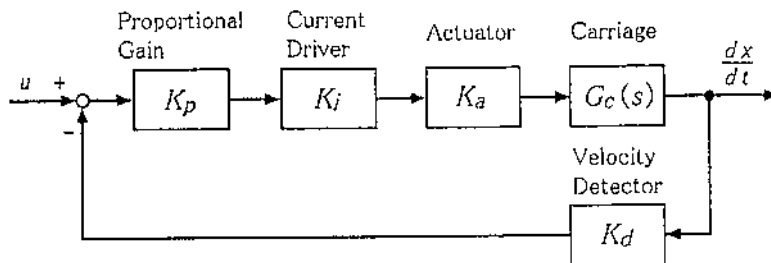 Proportional
Gain
Current
Driver
Actuator
Carriage
u
+
−
K_p
K_i
K_a
G_c(s)
dx
dt
Velocity
Detector
K_d